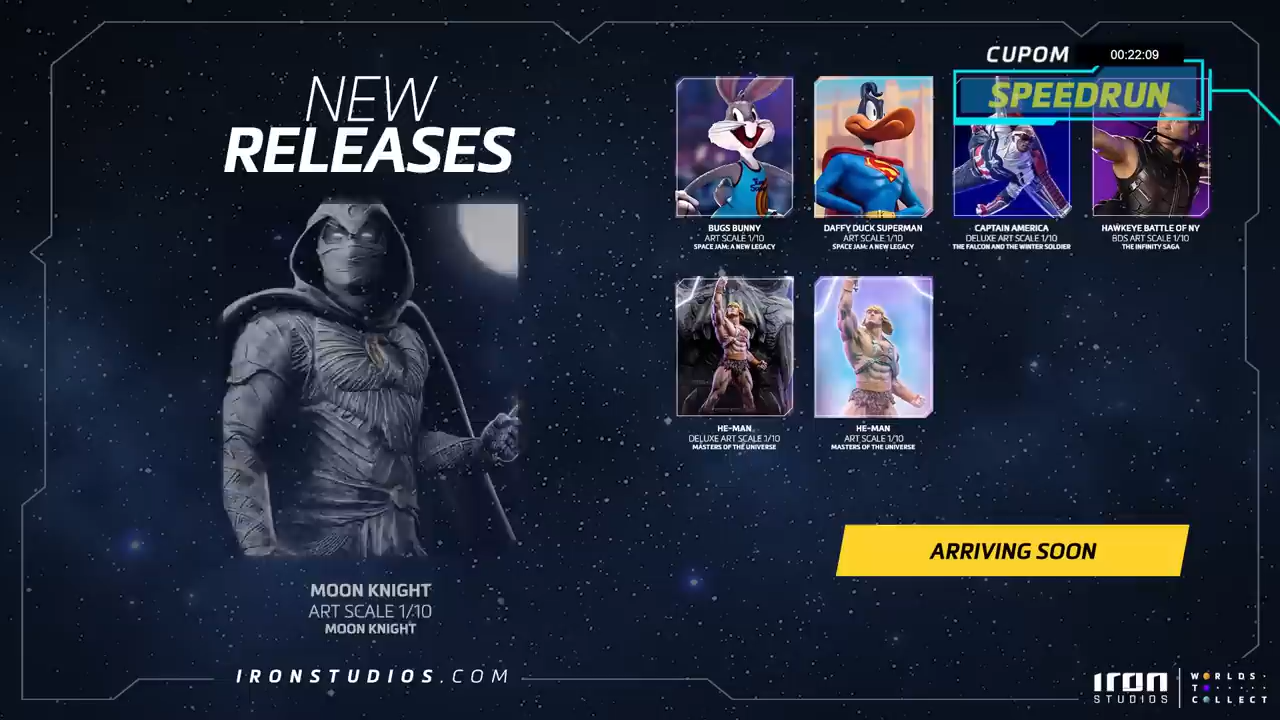 NEW
RELEASES
CUPOM
00:22:09
SPEEDRUN
BUGS BUNNY
ART SCALE 1/10
SPACE JAM: A NEW LEGACY
DAFFY DUCK SUPERMAN
ART SCALE 1/10
SPACE JAM: A NEW LEGACY
CAPTAIN AMERICA
DELUXE ART SCALE 1/10
THE FALCON AND THE WINTER SOLDIER
HAWKEYE BATTLE OF NY
BDS ART SCALE 1/10
THE INFINITY SAGA
HE-MAN
DELUXE ART SCALE 1/10
MASTERS OF THE UNIVERSE
HE-MAN
ART SCALE 1/10
MASTERS OF THE UNIVERSE
ARRIVING SOON
MOON KNIGHT
ART SCALE 1/10
MOON KNIGHT
IRONSTUDIOS.COM
IRON
STUDIOS
WORLDS
TO
COLLECT